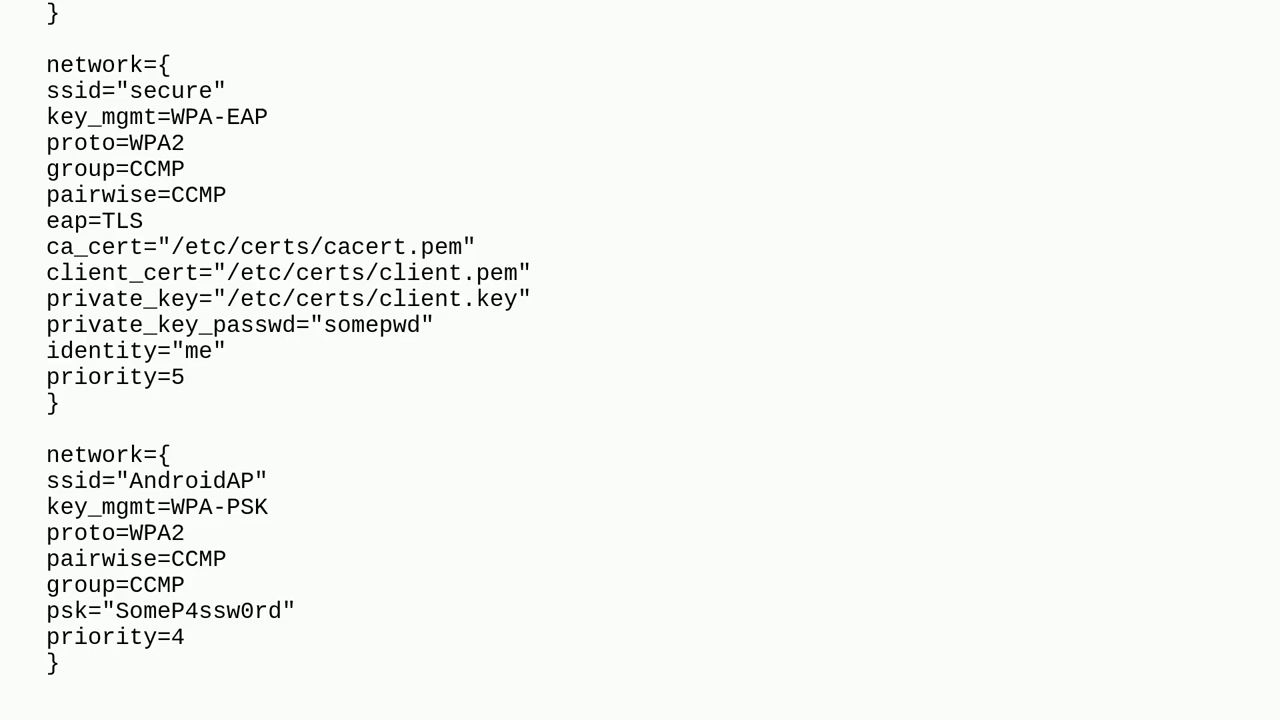 }
network={
ssid="secure"
key_mgmt=WPA-EAP
proto=WPA2
group=CCMP
pairwise=CCMP
eap=TLS
ca_cert="/etc/certs/cacert.pem"
client_cert="/etc/certs/client.pem"
private_key="/etc/certs/client.key"
private_key_passwd="somepwd"
identity="me"
priority=5
}
network={
ssid="AndroidAP"
key_mgmt=WPA-PSK
proto=WPA2
pairwise=CCMP
group=CCMP
psk="SomeP4ssw0rd"
priority=4
}